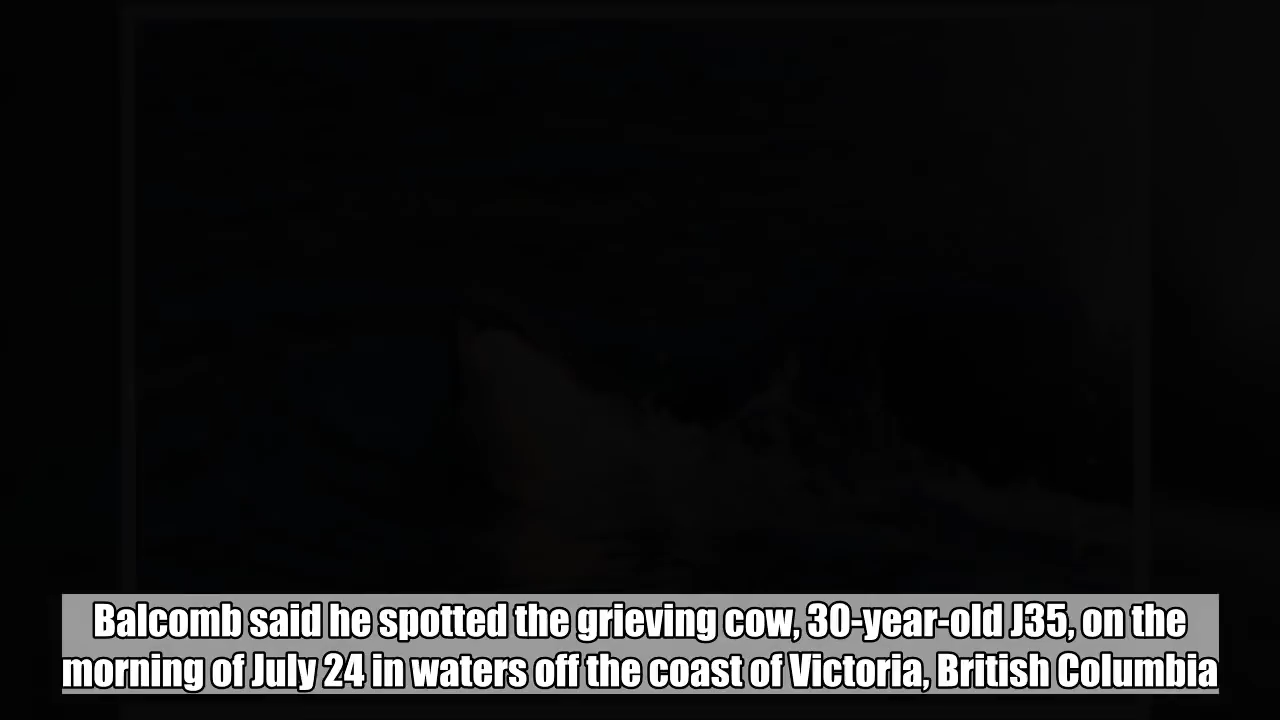 Balcomb said he spotted the grieving cow, 30-year-old J35, on the
morning of July 24 in waters off the coast of Victoria, British Columbia